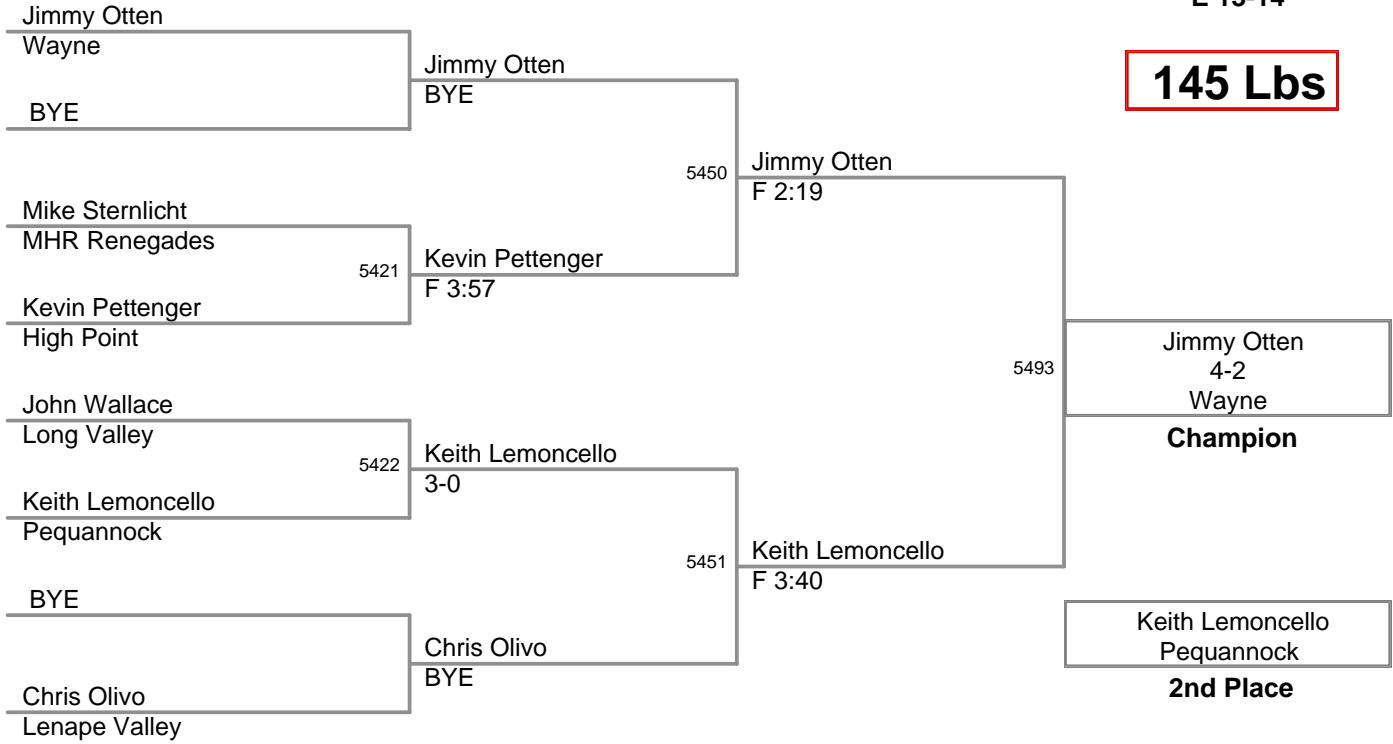 E 13-14
145 Lbs
Jimmy Otten
Wayne
BYE
Mike Sternlicht
MHR Renegades
5421
Kevin Pettenger
High Point
John Wallace
Long Valley
5422
Keith Lemoncello
Pequannock
BYE
Chris Olivo
Lenape Valley
Jimmy Otten
BYE
5450
Kevin Pettenger
F 3:57
Keith Lemoncello
3-0
5451
Chris Olivo
BYE
Jimmy Otten
F 2:19
5493
Keith Lemoncello
F 3:40
Jimmy Otten
4-2
Wayne
Champion
Keith Lemoncello
Pequannock
2nd Place